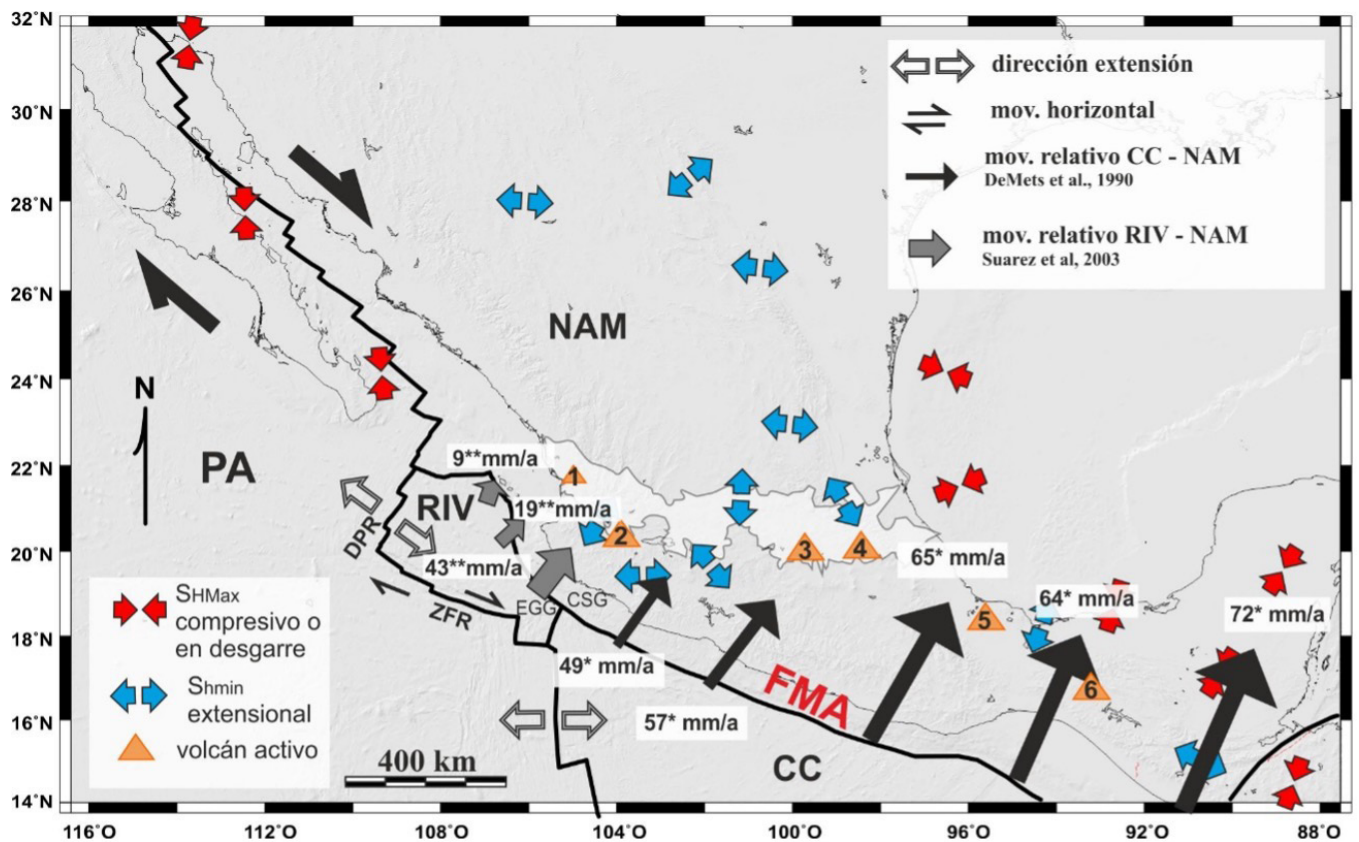 32°N
30°N
28°N
26°N
24°N
22°N
20°N
18°N
16°N
14°N
116°O
112°O
108°O
104°O
100°O
96°O
92°O
88°O
dirección extensión
mov. horizontal
mov. relativo CC - NAM
DeMets et al., 1990
mov. relativo RIV - NAM
Suarez et al, 2003
NAM
N
PA
RIV
DPR
ZFR
EGG
CSG
FMA
CC
9**mm/a
19**mm/a
43**mm/a
49* mm/a
57* mm/a
65* mm/a
64* mm/a
72* mm/a
1
2
3
4
5
6
SHMax
compresivo o
en desgarre
Shmin
extensional
volcán activo
400 km